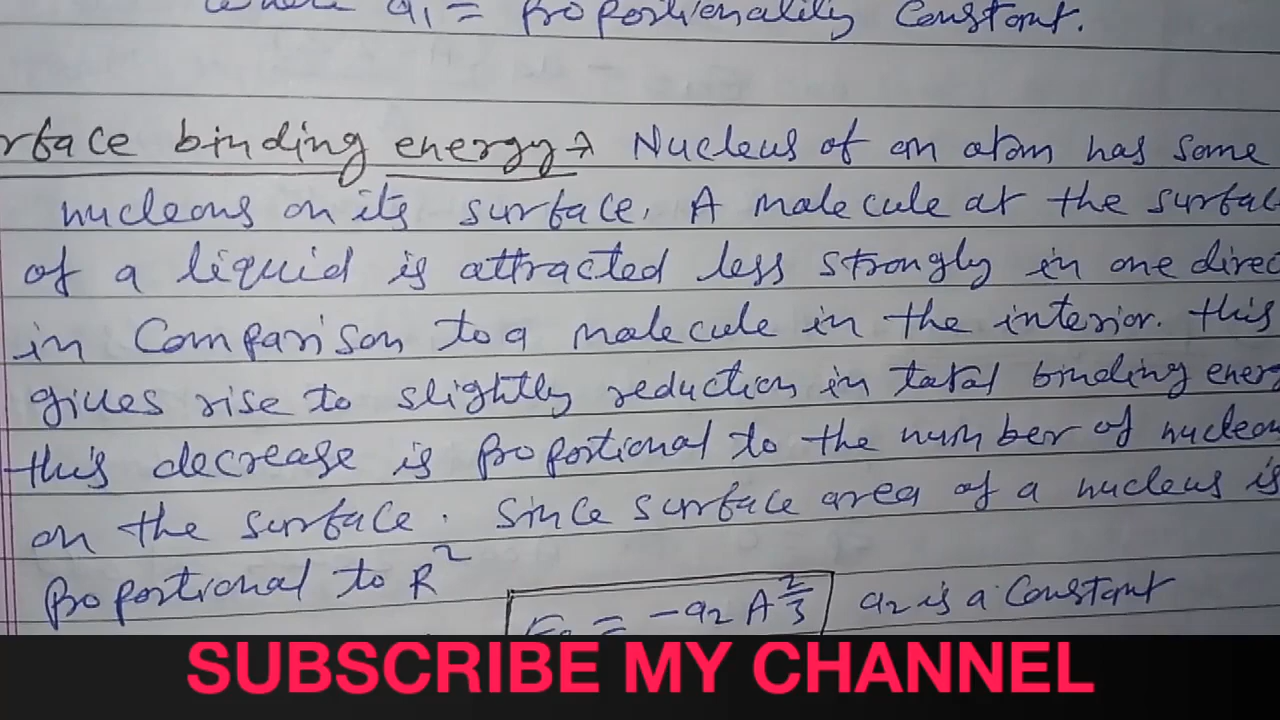 where a1 = Proportionality Constant.
rface binding energy → Nucleus of an atom has some
nucleons on its surface. A molecule at the surfac
of a liquid is attracted less strongly in one direc
in Comparison to a molecule in the interior. this
gives rise to slightly reduction in total binding ener
this decrease is Proportional to the number of nucleon
on the surface. Since surface area of a nucleus is
Proportional to R²
= -a2 A^2/3 a2 is a Constant
SUBSCRIBE MY CHANNEL